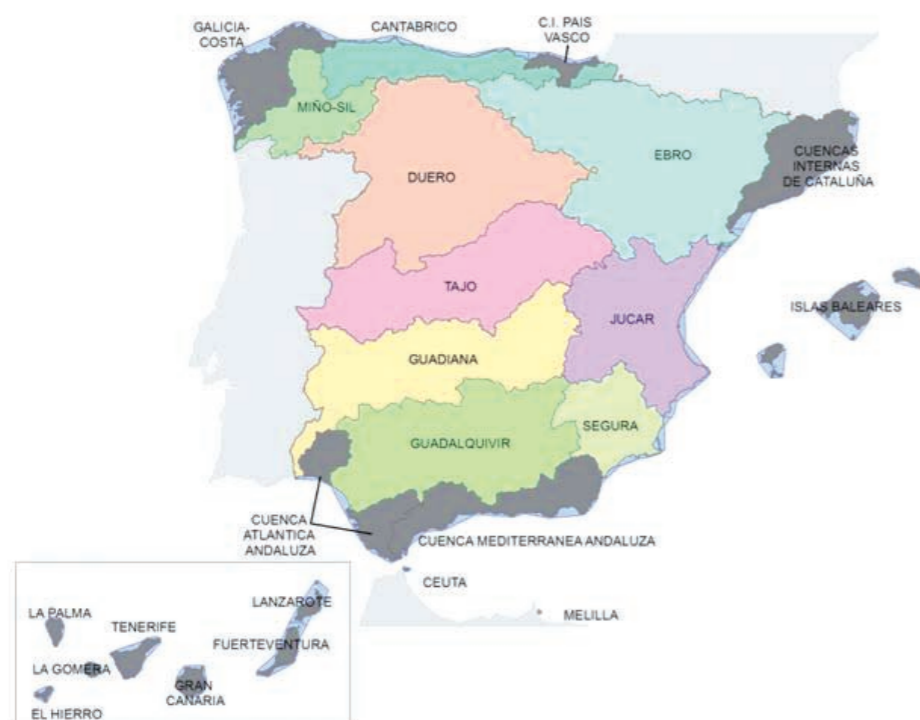 GALICIA-
COSTA
CANTABRICO
C.I. PAIS
VASCO
MIÑO-SIL
DUERO
EBRO
CUENCAS
INTERNAS
DE CATALUÑA
TAJO
JUCAR
ISLAS BALEARES
GUADIANA
GUADALQUIVIR
SEGURA
CUENCA
ATLANTICA
ANDALUZA
CUENCA MEDITERRANEA ANDALUZA
CEUTA
MELILLA
LA PALMA
TENERIFE
LANZAROTE
FUERTEVENTURA
LA GOMERA
GRAN
CANARIA
EL HIERRO